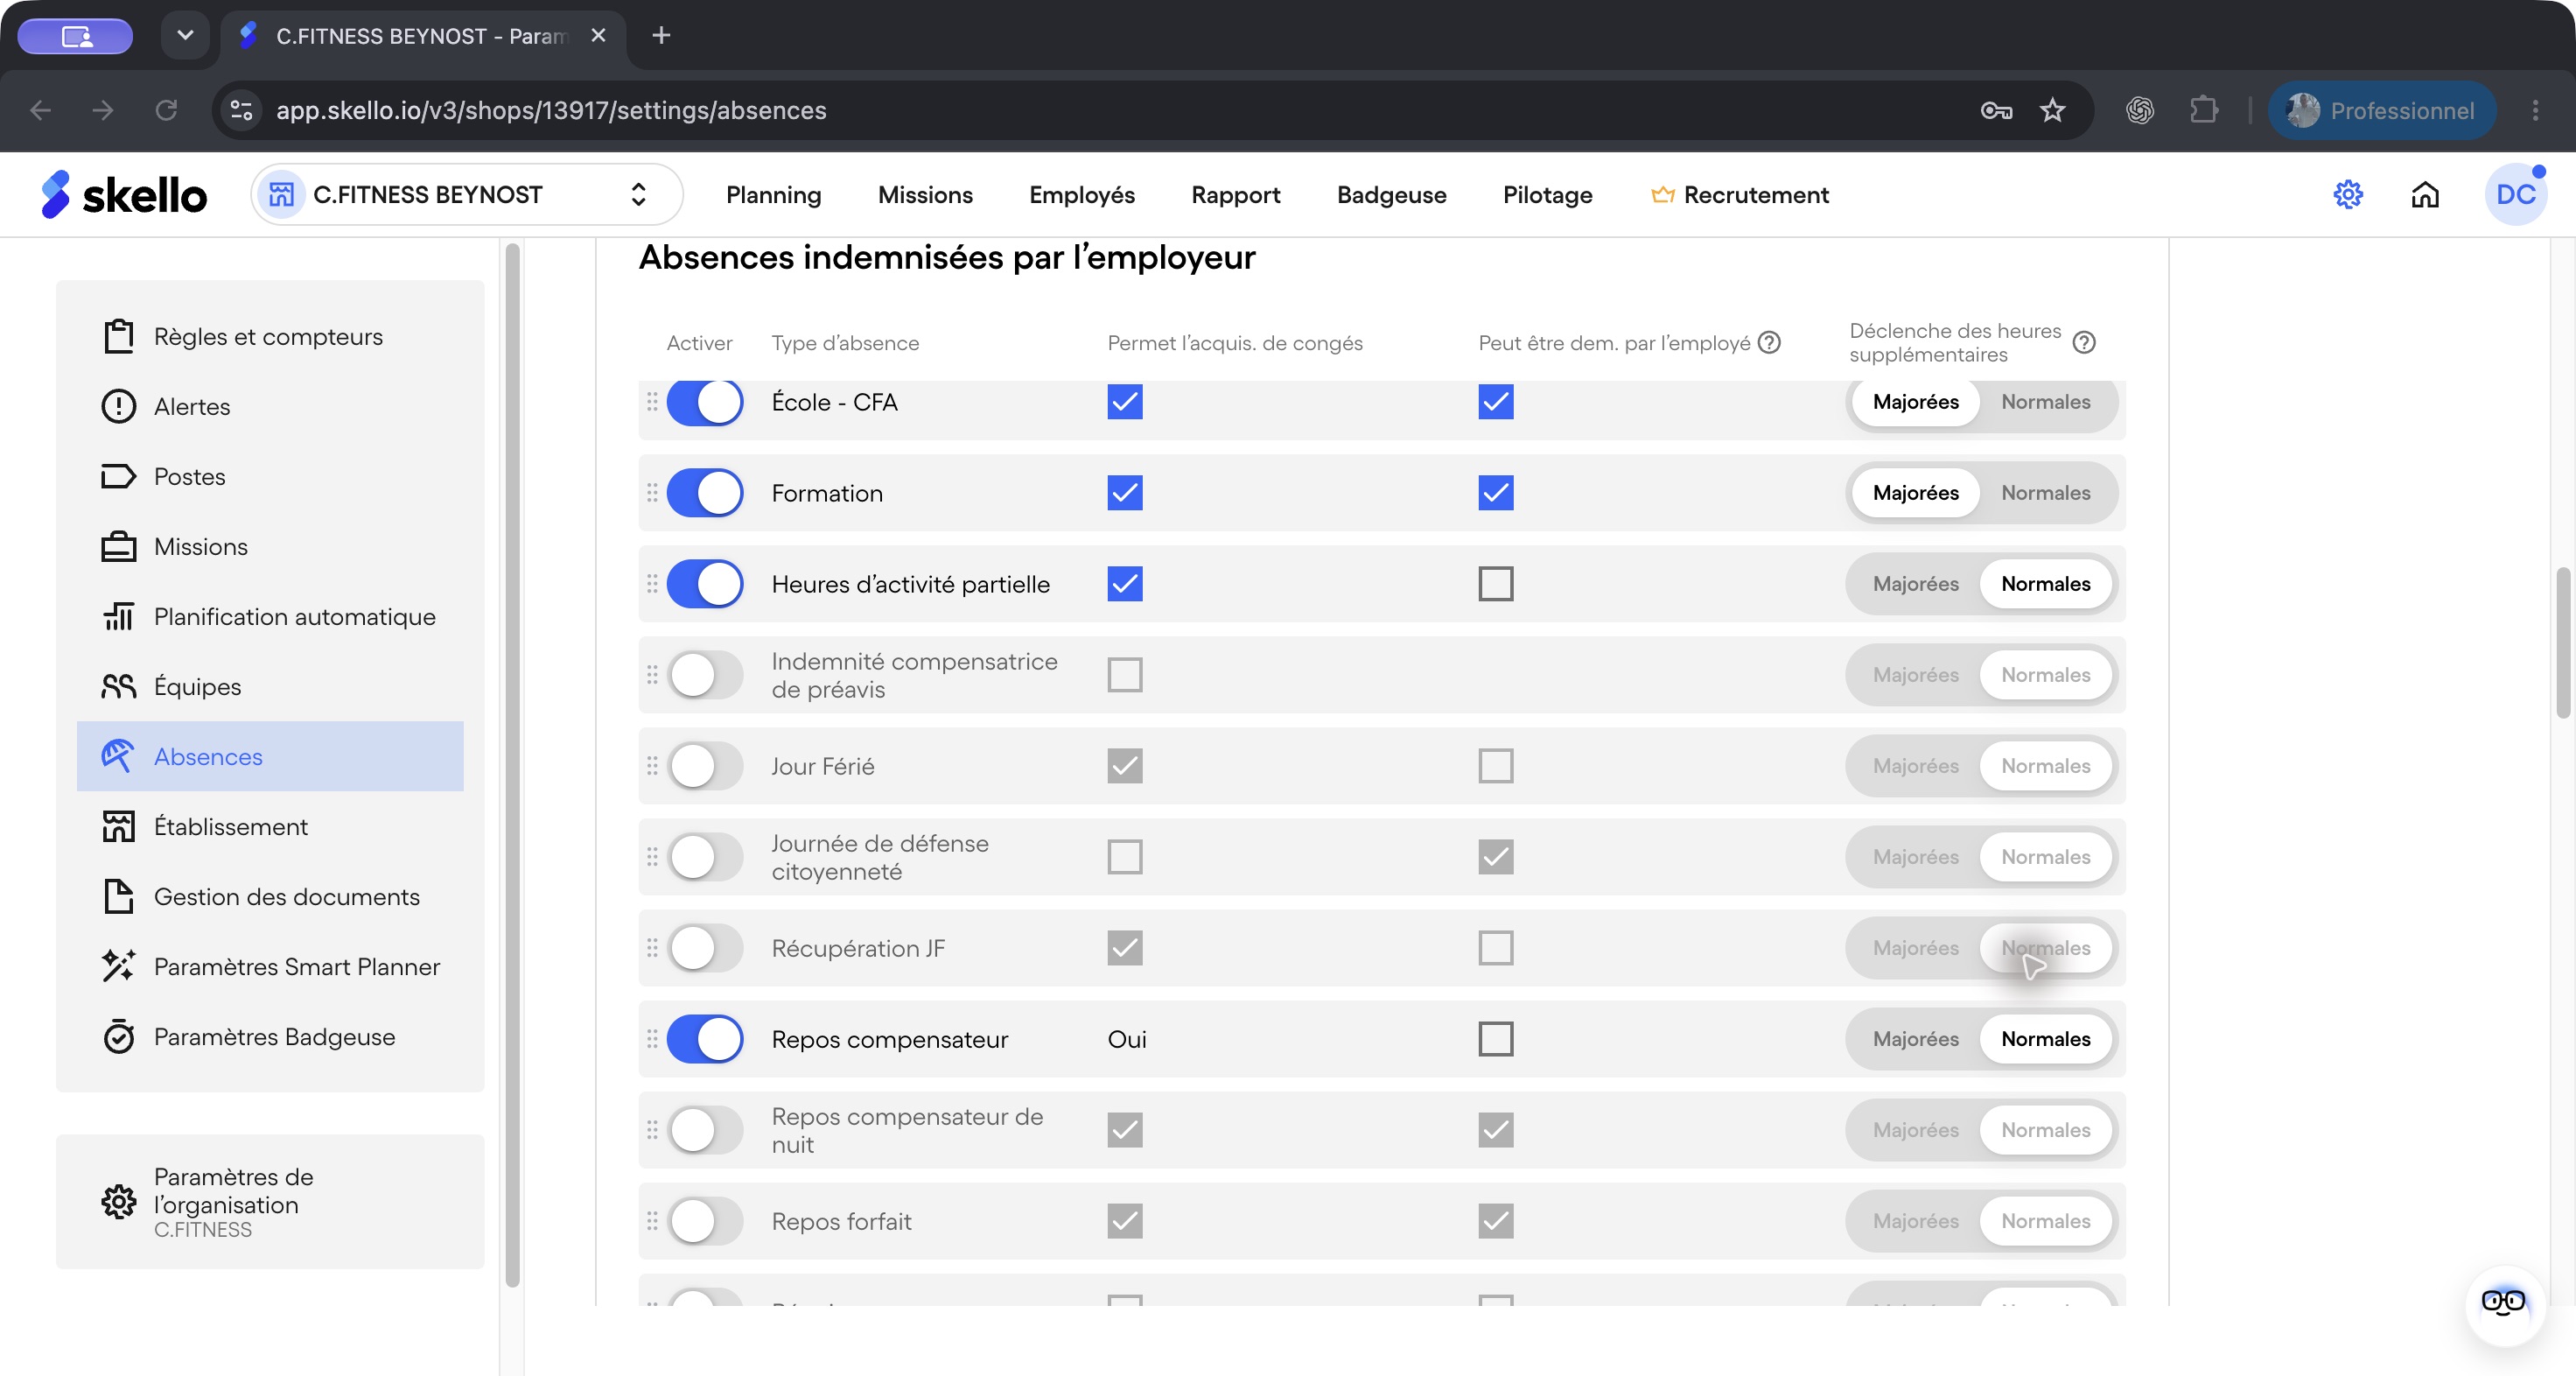 C.FITNESS BEYNOST - Param
app.skello.io/v3/shops/13917/settings/absences
Professionnel
skello
C.FITNESS BEYNOST
Planning
Missions
Employés
Rapport
Badgeuse
Pilotage
Recrutement
DC
Règles et compteurs
Alertes
Postes
Missions
Planification automatique
Équipes
Absences
Établissement
Gestion des documents
Paramètres Smart Planner
Paramètres Badgeuse
Paramètres de
l’organisation
C.FITNESS
Absences indemnisées par l’employeur
Activer Type d’absence Permet l’acquis. de congés Peut être dem. par l’employé ? Déclenche des heures
supplémentaires ?
École - CFA Majorées Normales
Formation Majorées Normales
Heures d’activité partielle Majorées Normales
Indemnité compensatrice
de préavis Majorées Normales
Jour Férié Majorées Normales
Journée de défense
citoyenneté Majorées Normales
Récupération JF Majorées Normales
Repos compensateur Oui Majorées Normales
Repos compensateur de
nuit Majorées Normales
Repos forfait Majorées Normales